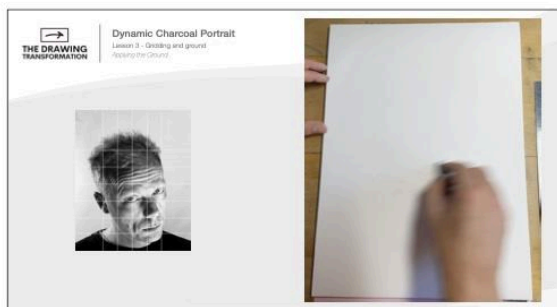 THE DRAWING
TRANSFORMATION
Dynamic Charcoal Portrait
Lesson 3 - Gridding and ground
Applying the Ground